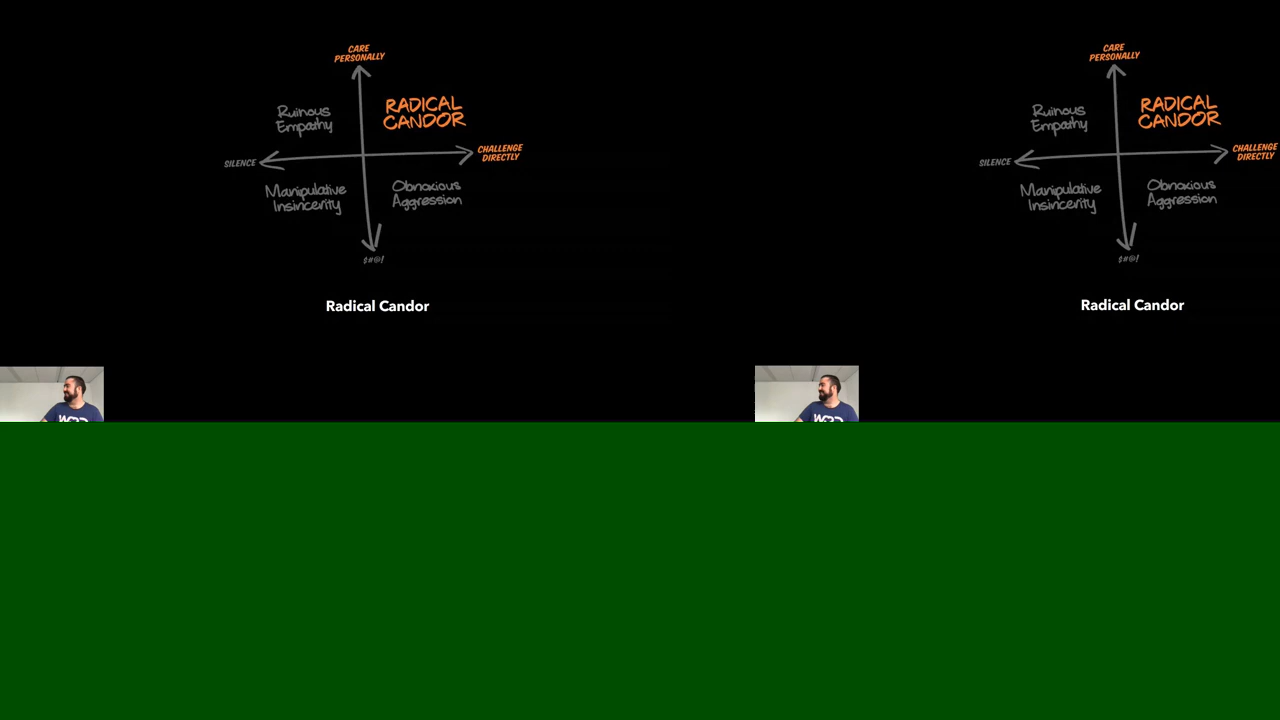 CARE
PERSONALLY
Ruinous
Empathy
RADICAL
CANDOR
SILENCE
CHALLENGE
DIRECTLY
Manipulative
Insincerity
Obnoxious
Aggression
$#@!
Radical Candor
CARE
PERSONALLY
Ruinous
Empathy
RADICAL
CANDOR
SILENCE
CHALLENGE
DIRECTLY
Manipulative
Insincerity
Obnoxious
Aggression
$#@!
Radical Candor